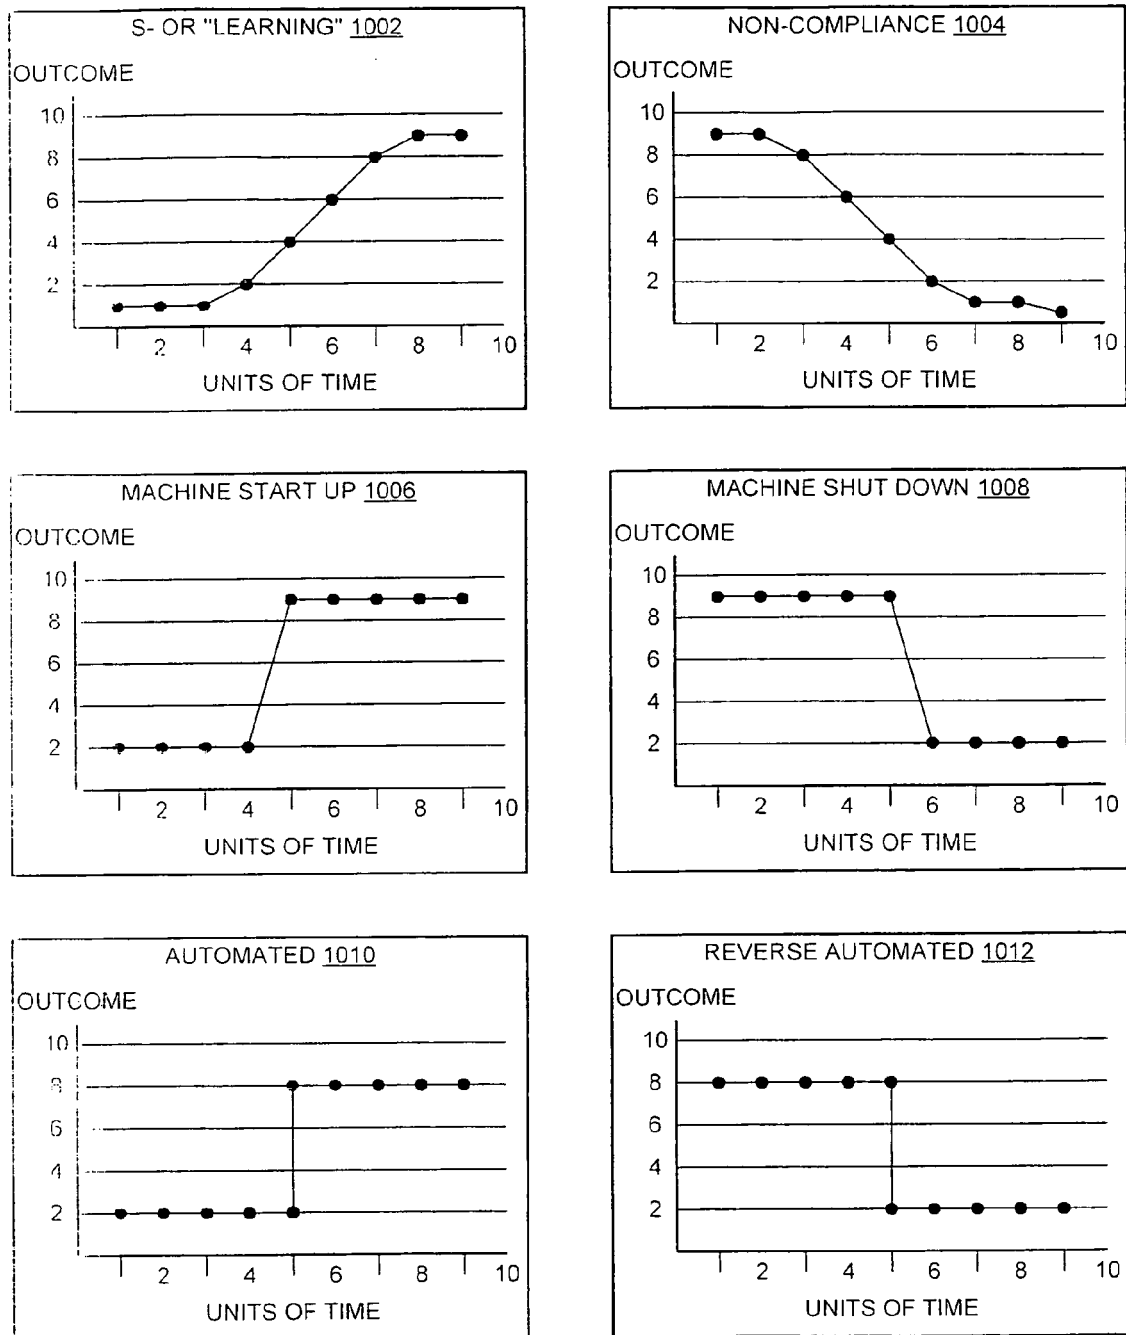 S- OR "LEARNING" 1002
OUTCOME
10
8
6
4
2
2 4 6 8 10
UNITS OF TIME
NON-COMPLIANCE 1004
OUTCOME
10
8
6
4
2
2 4 6 8 10
UNITS OF TIME
MACHINE START UP 1006
OUTCOME
10
8
6
4
2
2 4 6 8 10
UNITS OF TIME
MACHINE SHUT DOWN 1008
OUTCOME
10
8
6
4
2
2 4 6 8 10
UNITS OF TIME
AUTOMATED 1010
OUTCOME
10
8
6
4
2
2 4 6 8 10
UNITS OF TIME
REVERSE AUTOMATED 1012
OUTCOME
10
8
6
4
2
2 4 6 8 10
UNITS OF TIME